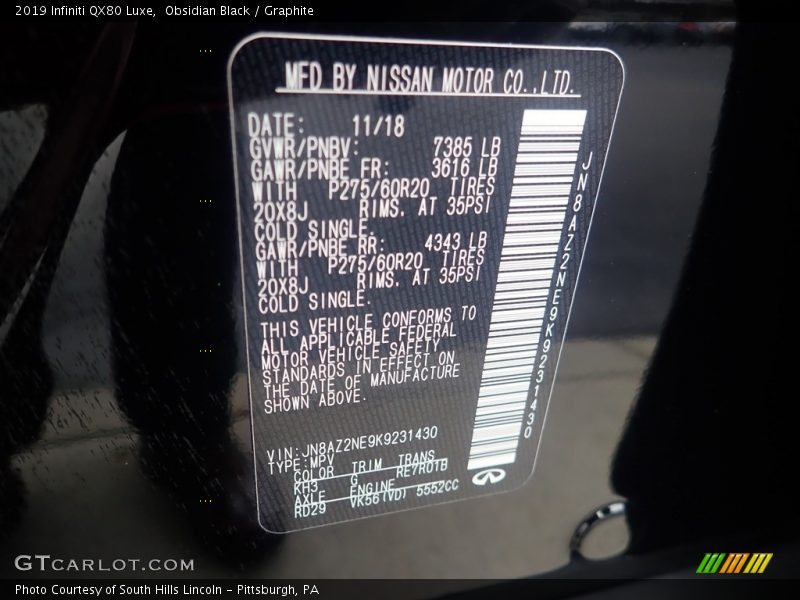 2019 Infiniti QX80 Luxe,  Obsidian Black / Graphite
MFD BY NISSAN MOTOR CO.,LTD.
DATE: 11/18
GVWR/PNBV: 7385 LB
GAWR/PNBE FR: 3616 LB
WITH P275/60R20 TIRES
20X8J RIMS. AT 35PSI
COLD SINGLE.
GAWR/PNBE RR: 4343 LB
WITH P275/60R20 TIRES
20X8J RIMS. AT 35PSI
COLD SINGLE.
THIS VEHICLE CONFORMS TO
ALL APPLICABLE FEDERAL
MOTOR VEHICLE SAFETY
STANDARDS IN EFFECT ON
THE DATE OF MANUFACTURE
SHOWN ABOVE.
VIN:JN8AZ2NE9K9231430
TYPE:MPV
COLOR TRIM TRANS
KH3 G RE7R01B
AXLE ENGINE
RD29 VK56(VD) 5552CC
JN8AZ2NE9K9231430
GTCARLOT.COM
Photo Courtesy of South Hills Lincoln - Pittsburgh, PA